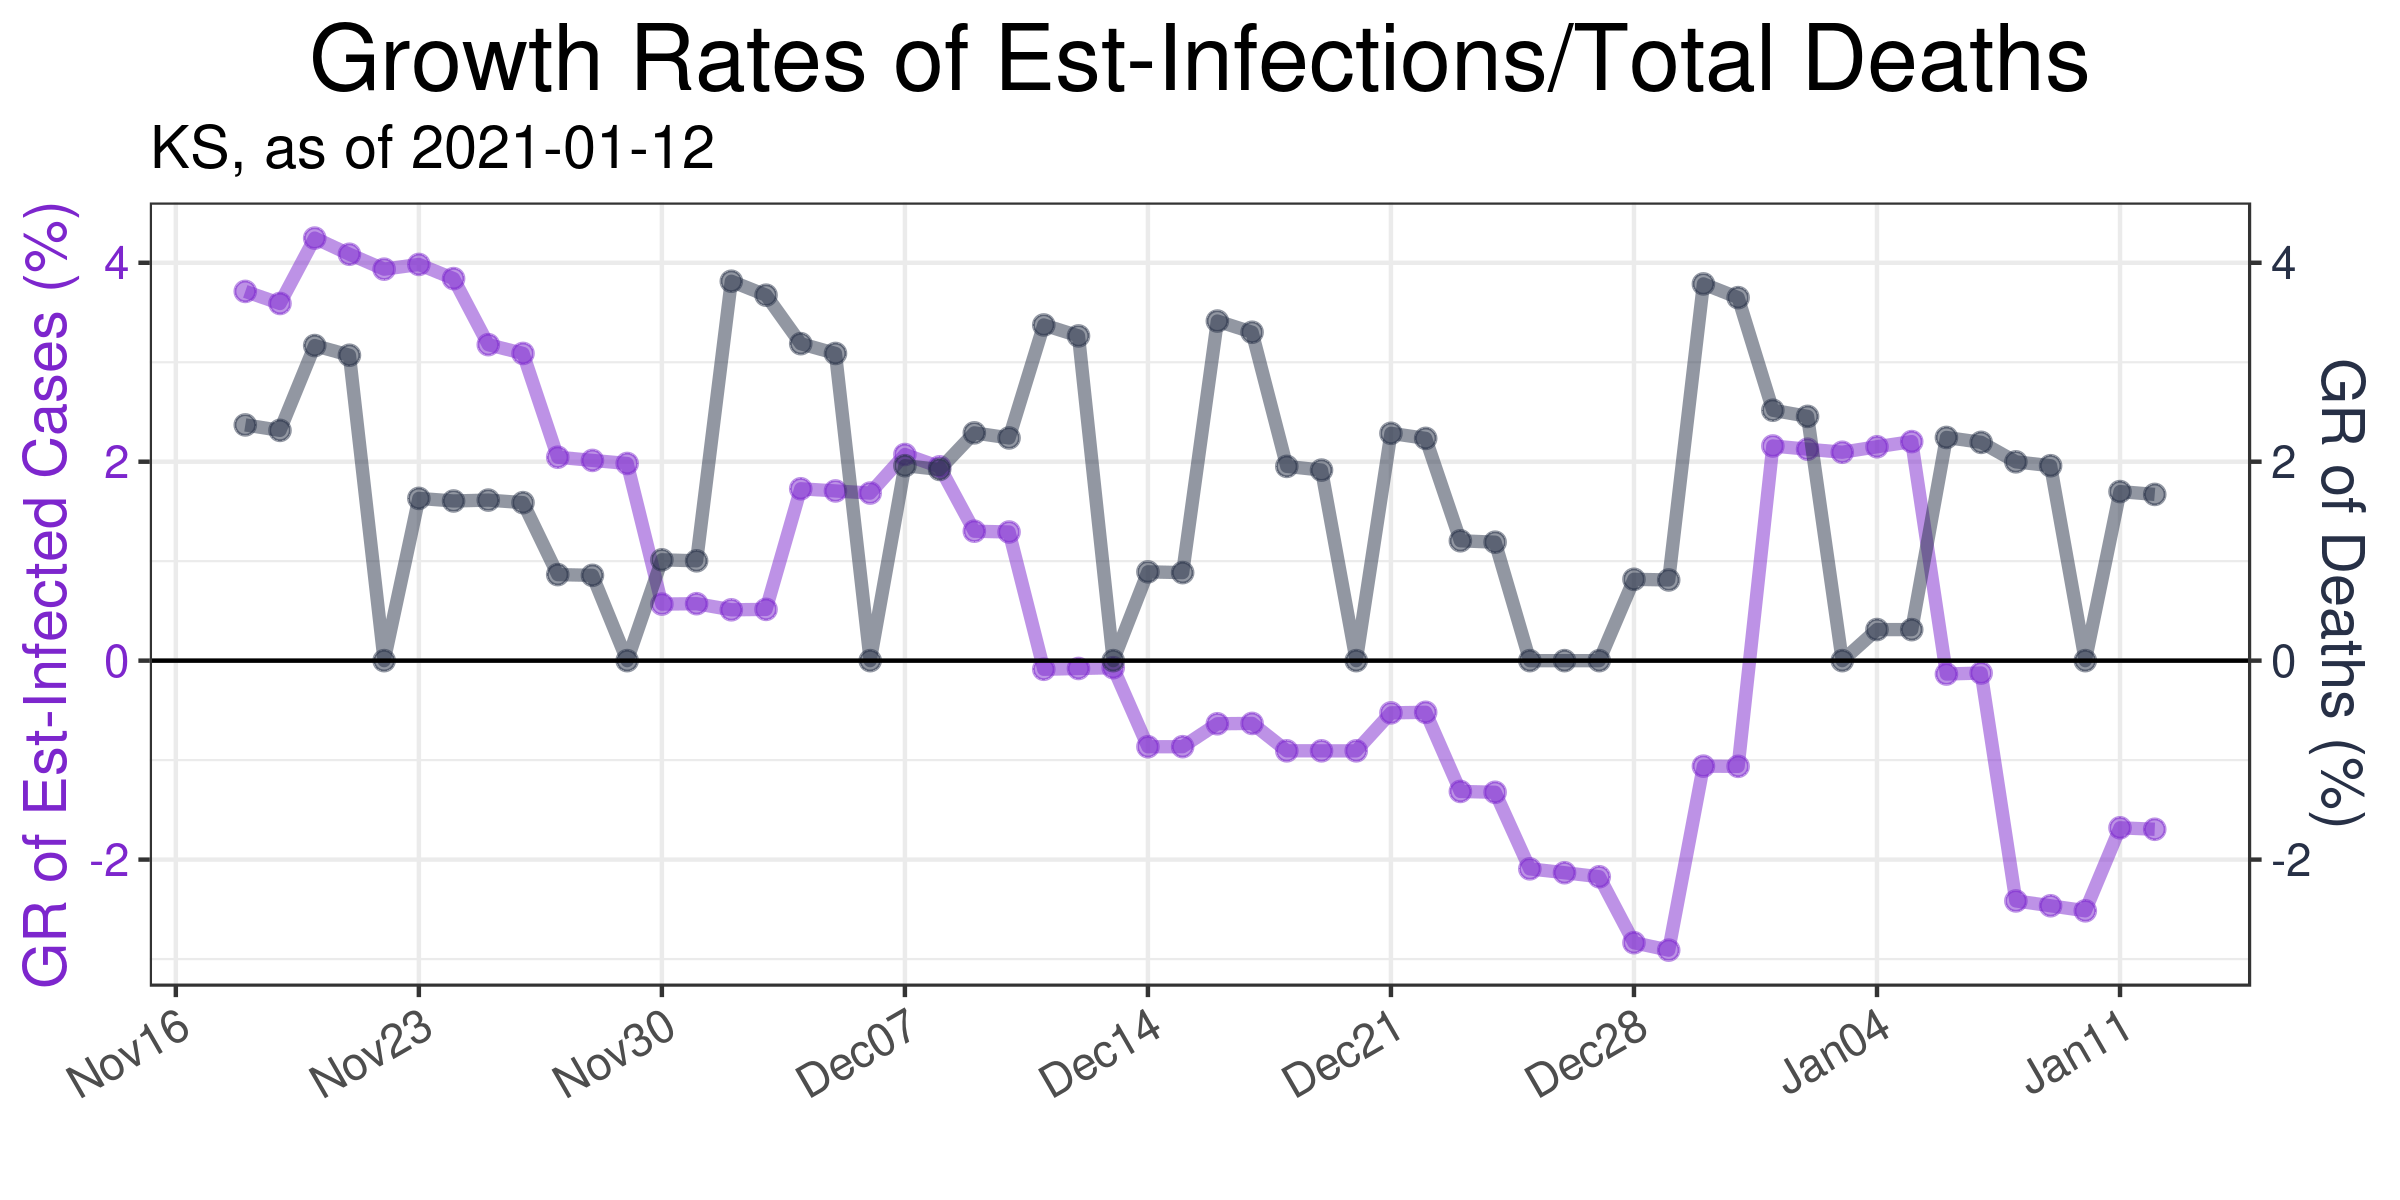 Growth Rates of Est-Infections/Total Deaths
KS, as of 2021-01-12
GR of Est-Infected Cases (%)
4
2
0
-2
4
2
0
-2
GR of Deaths (%)
Nov16
Nov23
Nov30
Dec07
Dec14
Dec21
Dec28
Jan04
Jan11